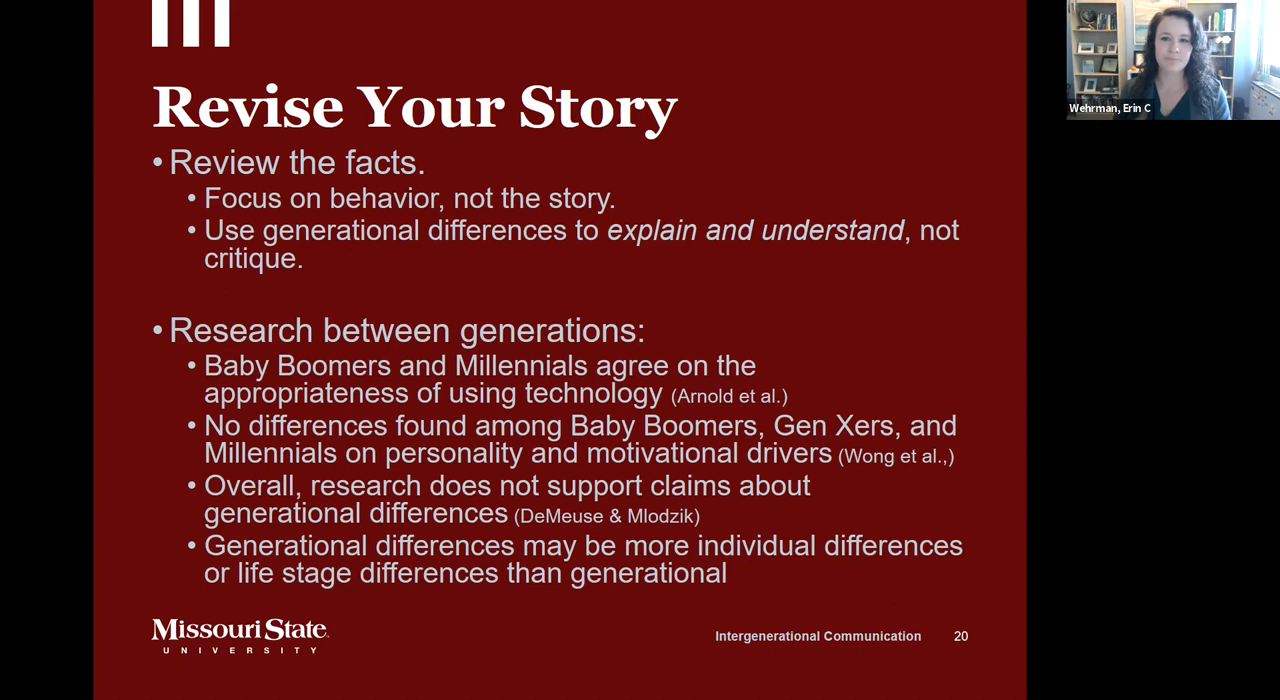 Revise Your Story
• Review the facts.
• Focus on behavior, not the story.
• Use generational differences to explain and understand, not
critique.
• Research between generations:
• Baby Boomers and Millennials agree on the
appropriateness of using technology (Arnold et al.)
• No differences found among Baby Boomers, Gen Xers, and
Millennials on personality and motivational drivers (Wong et al.,)
• Overall, research does not support claims about
generational differences (DeMeuse & Mlodzik)
• Generational differences may be more individual differences
or life stage differences than generational
Missouri State
UNIVERSITY
Intergenerational Communication 20
Wehrman, Erin C